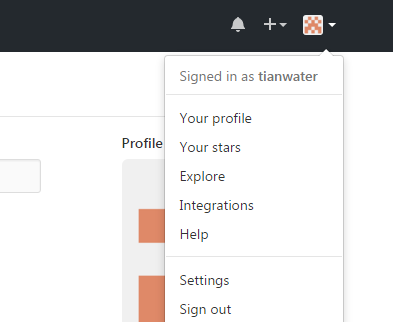 Signed in as tianwater
Profile
Your profile
Your stars
Explore
Integrations
Help
Settings
Sign out